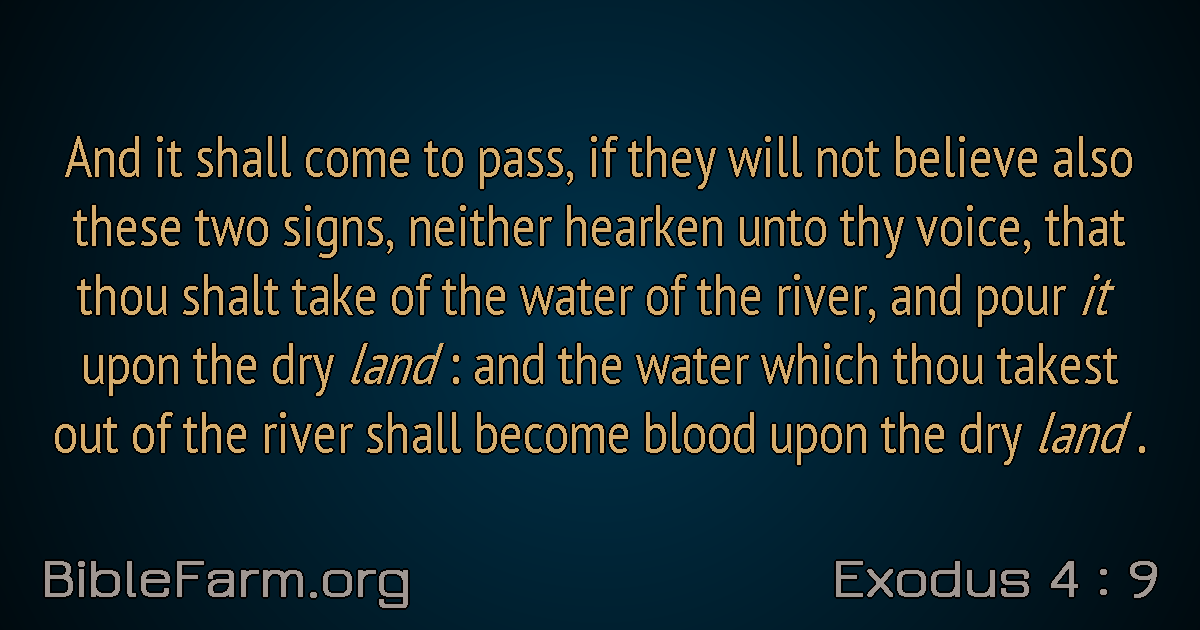 And it shall come to pass, if they will not believe also
these two signs, neither hearken unto thy voice, that
thou shalt take of the water of the river, and pour it
upon the dry land : and the water which thou takest
out of the river shall become blood upon the dry land .
BibleFarm.org
Exodus 4 : 9